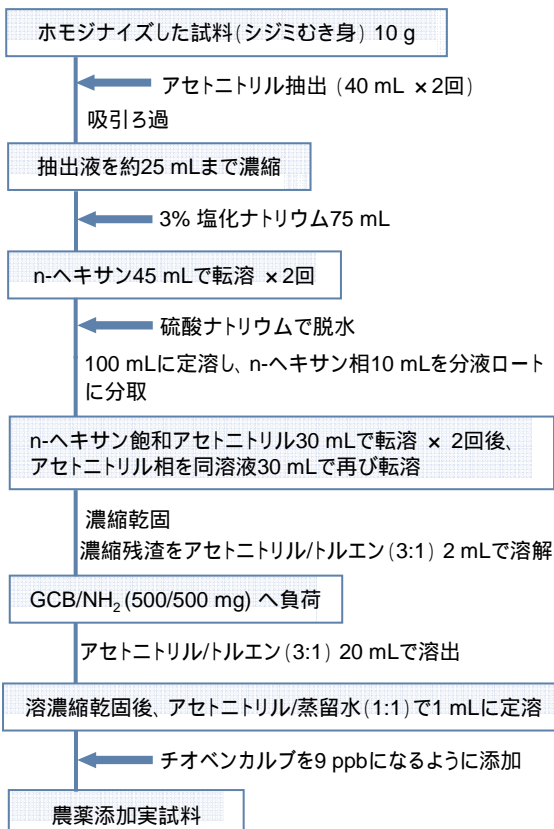 ホモジナイズした試料(シジミむき身) 10 g
アセトニトリル抽出 (40 mL ×2回)
吸引ろ過
抽出液を約25 mLまで濃縮
3% 塩化ナトリウム75 mL
n-ヘキサン45 mLで転溶 ×2回
硫酸ナトリウムで脱水
100 mLに定溶し、n-ヘキサン相10 mLを分液ロート
に分取
n-ヘキサン飽和アセトニトリル30 mLで転溶 × 2回後、
アセトニトリル相を同溶液30 mLで再び転溶
濃縮乾固
濃縮残渣をアセトニトリル/トルエン(3:1) 2 mLで溶解
GCB/NH₂(500/500 mg) へ負荷
アセトニトリル/トルエン(3:1) 20 mLで溶出
溶濃縮乾固後、アセトニトリル/蒸留水(1:1)で1 mLに定溶
チオベンカルブを9 ppbになるように添加
農薬添加実試料